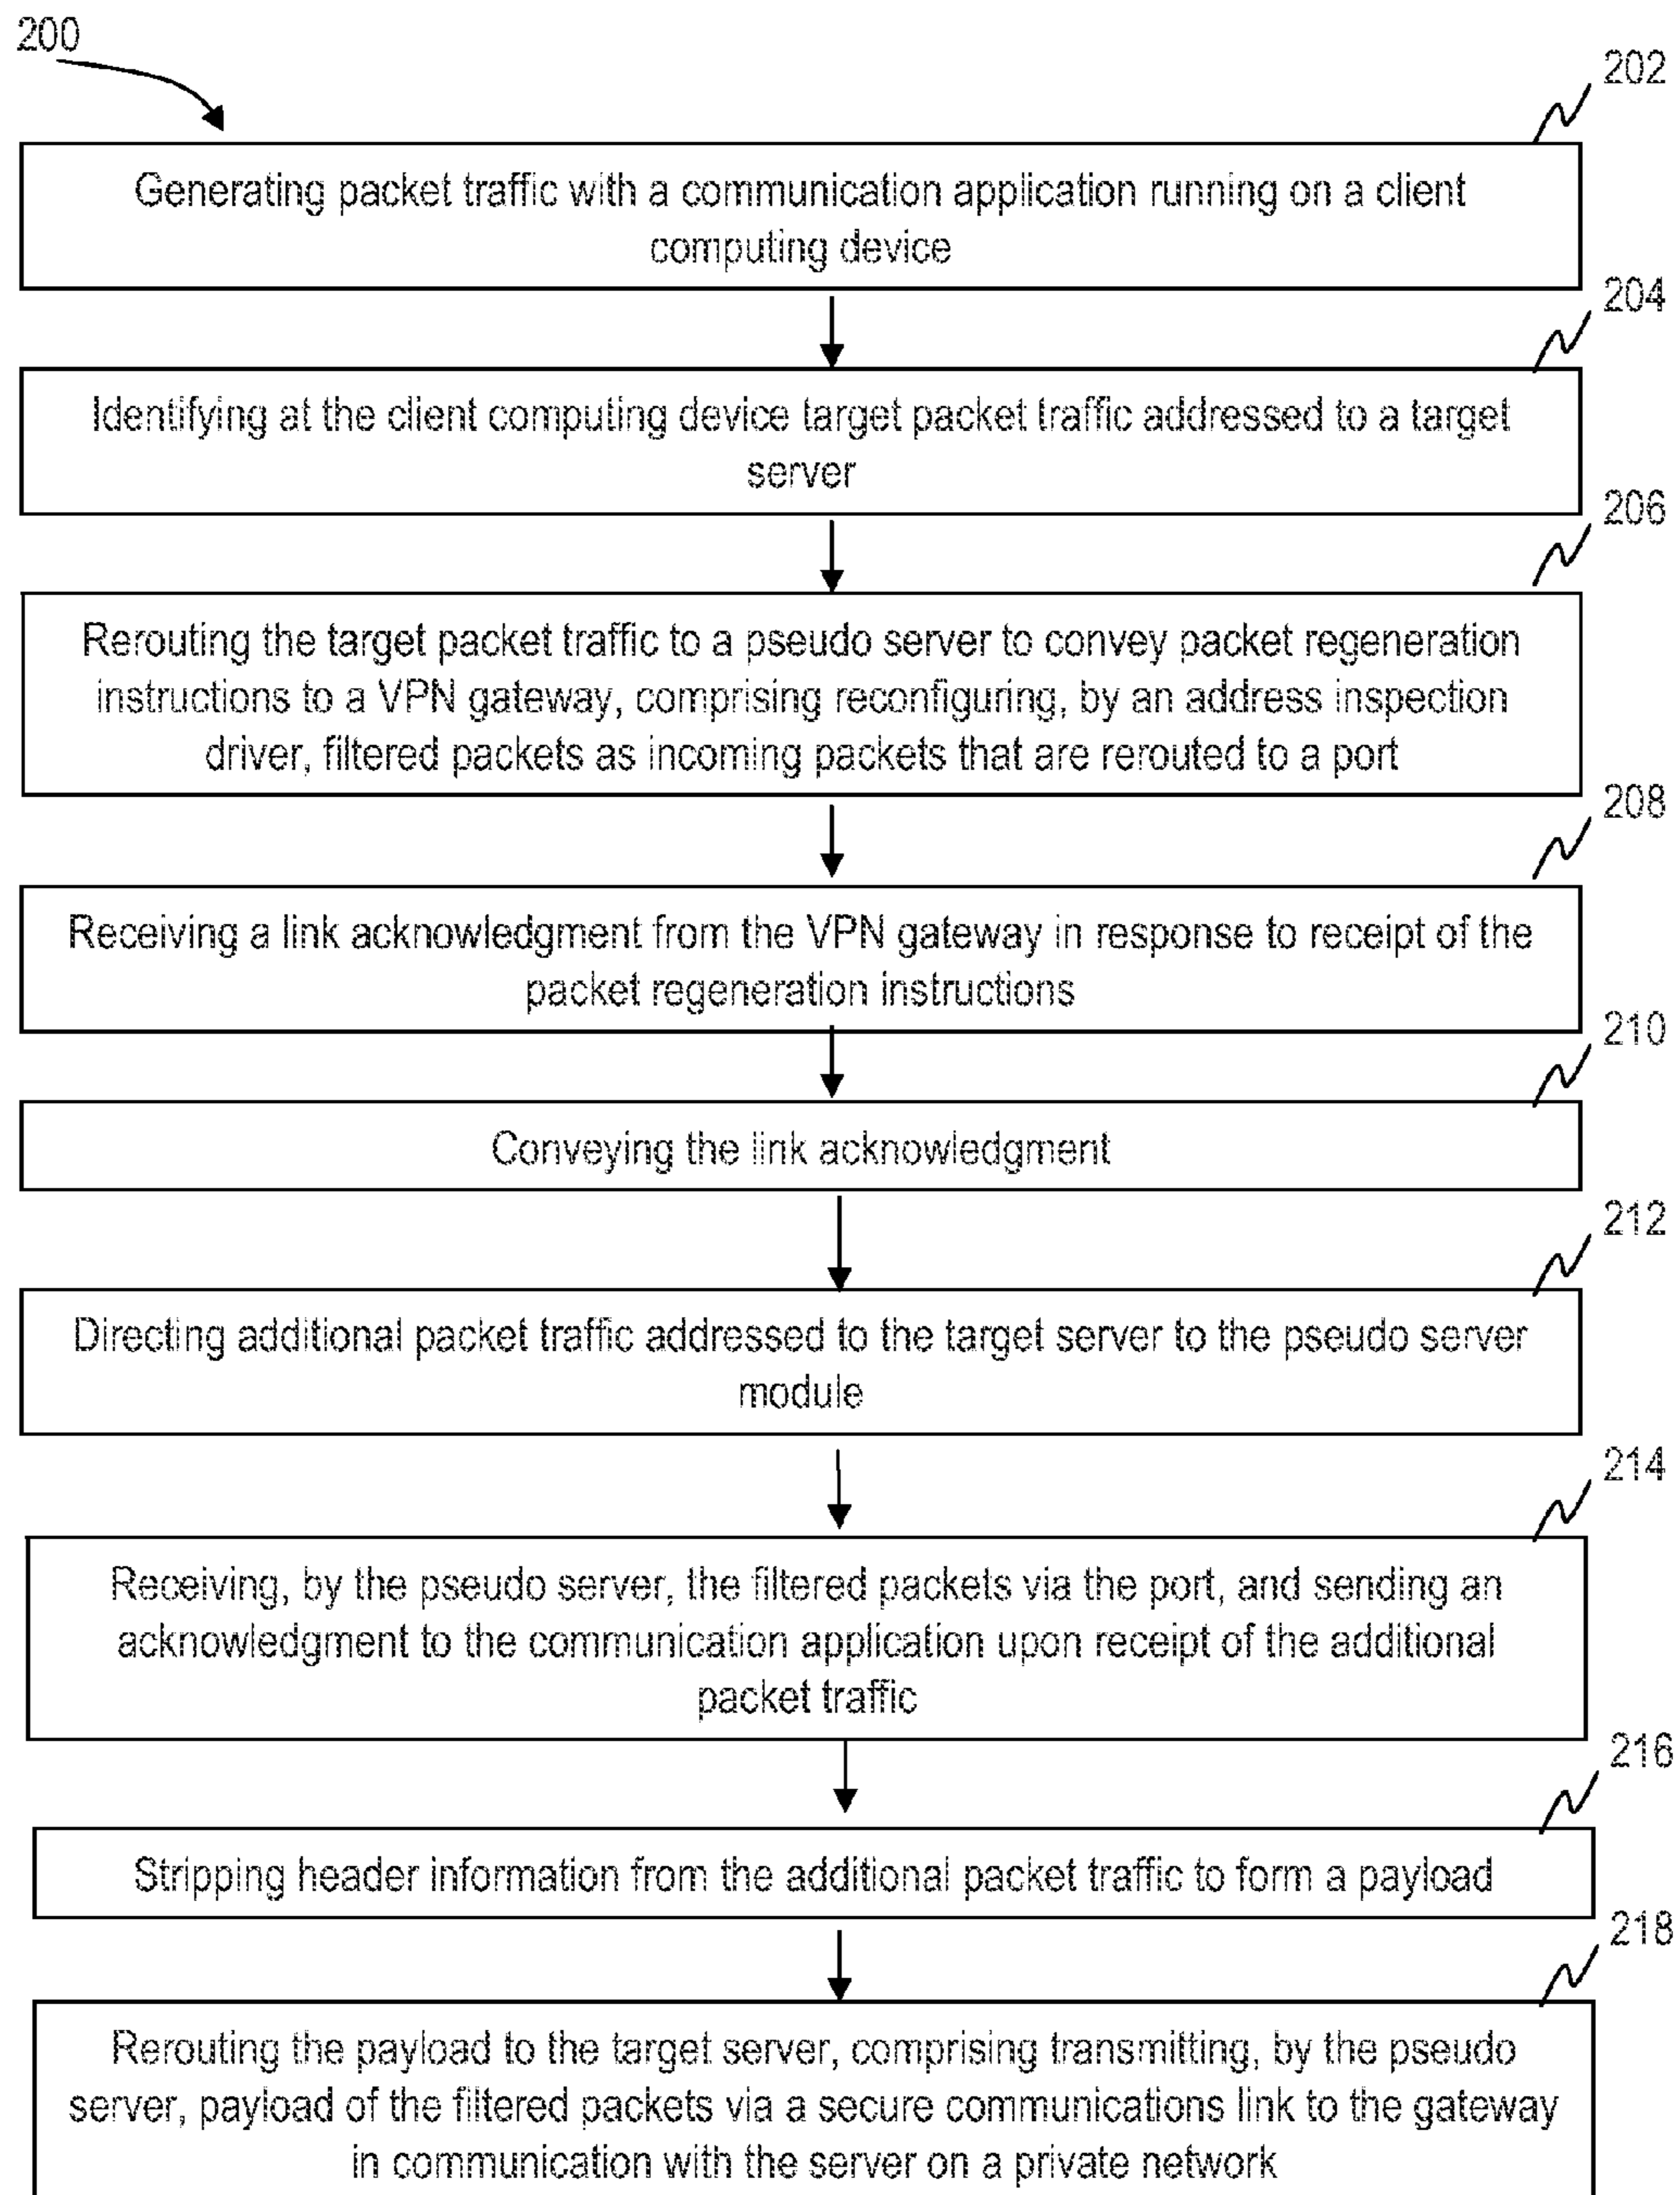 200
202
Generating packet traffic with a communication application running on a client
computing device
204
Identifying at the client computing device target packet traffic addressed to a target
server
206
Rerouting the target packet traffic to a pseudo server to convey packet regeneration
instructions to a VPN gateway, comprising reconfiguring, by an address inspection
driver, filtered packets as incoming packets that are rerouted to a port
208
Receiving a link acknowledgment from the VPN gateway in response to receipt of the
packet regeneration instructions
210
Conveying the link acknowledgment
212
Directing additional packet traffic addressed to the target server to the pseudo server
module
214
Receiving, by the pseudo server, the filtered packets via the port, and sending an
acknowledgment to the communication application upon receipt of the additional
packet traffic
216
Stripping header information from the additional packet traffic to form a payload
218
Rerouting the payload to the target server, comprising transmitting, by the pseudo
server, payload of the filtered packets via a secure communications link to the gateway
in communication with the server on a private network